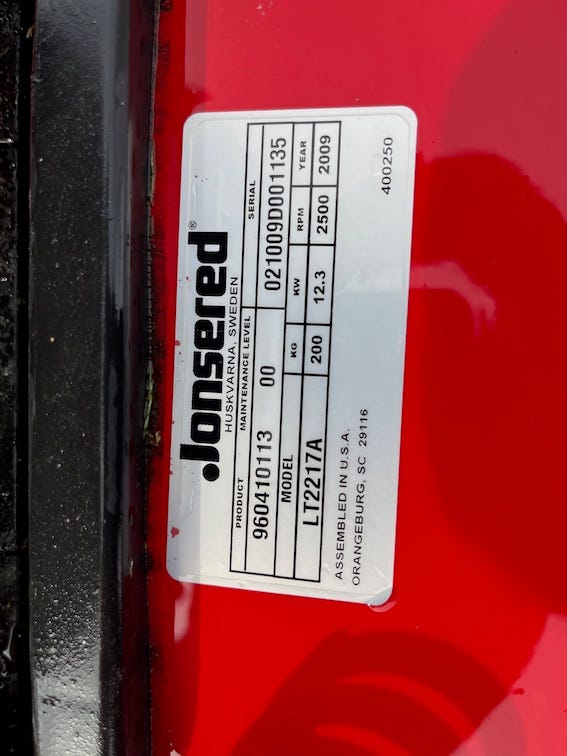 Jonsered®
HUSKVARNA, SWEDEN
PRODUCT MAINTENANCE LEVEL SERIAL
960410113 00 021009D001135
MODEL KG KW RPM YEAR
LT2217A 200 12.3 2500 2009
ASSEMBLED IN U.S.A.
ORANGEBURG, SC 29116
400250